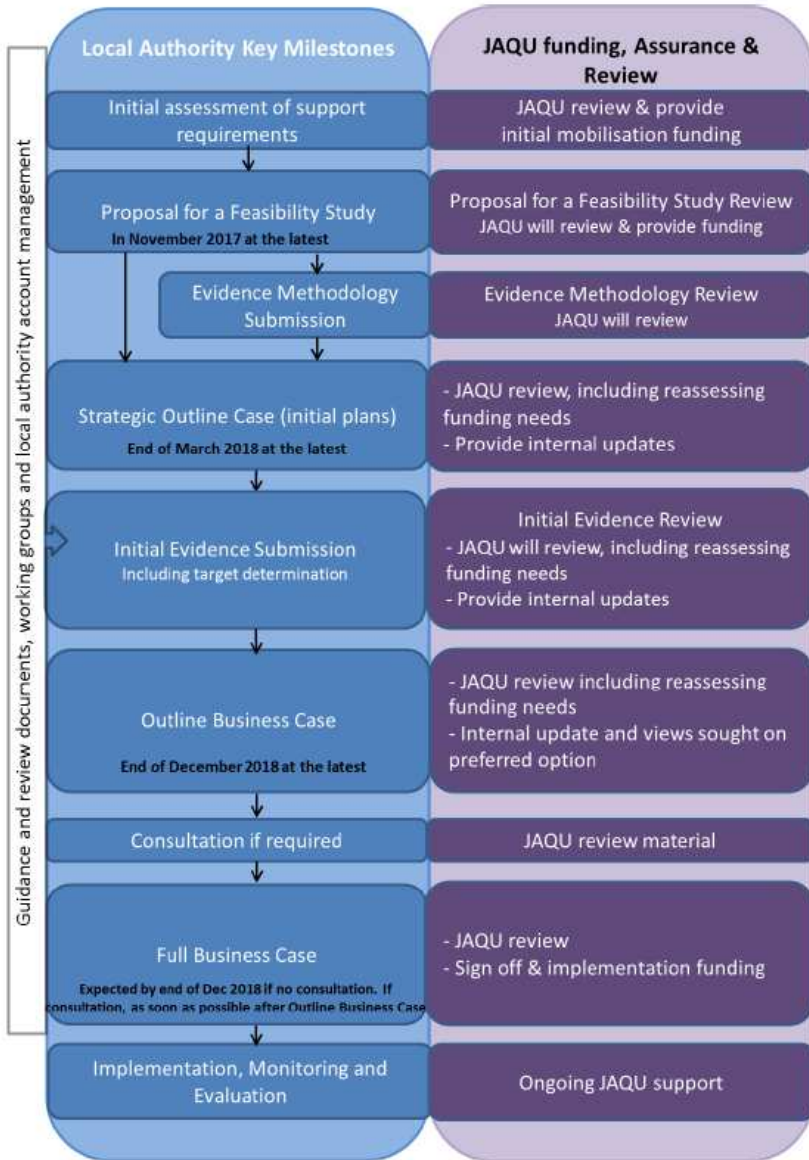 Local Authority Key Milestones
JAQU funding, Assurance &
Review
Guidance and review documents, working groups and local authority account management
Initial assessment of support
requirements
JAQU review & provide
initial mobilisation funding
Proposal for a Feasibility Study
In November 2017 at the latest
Proposal for a Feasibility Study Review
JAQU will review & provide funding
Evidence Methodology
Submission
Evidence Methodology Review
JAQU will review
Strategic Outline Case (initial plans)
End of March 2018 at the latest
- JAQU review, including reassessing
funding needs
- Provide internal updates
Initial Evidence Submission
Including target determination
Initial Evidence Review
- JAQU will review, including reassessing
funding needs
- Provide internal updates
Outline Business Case
End of December 2018 at the latest
- JAQU review including reassessing
funding needs
- Internal update and views sought on
preferred option
Consultation if required
JAQU review material
Full Business Case
Expected by end of Dec 2018 if no consultation. If
consultation, as soon as possible after Outline Business Case
- JAQU review
- Sign off & implementation funding
Implementation, Monitoring and
Evaluation
Ongoing JAQU support